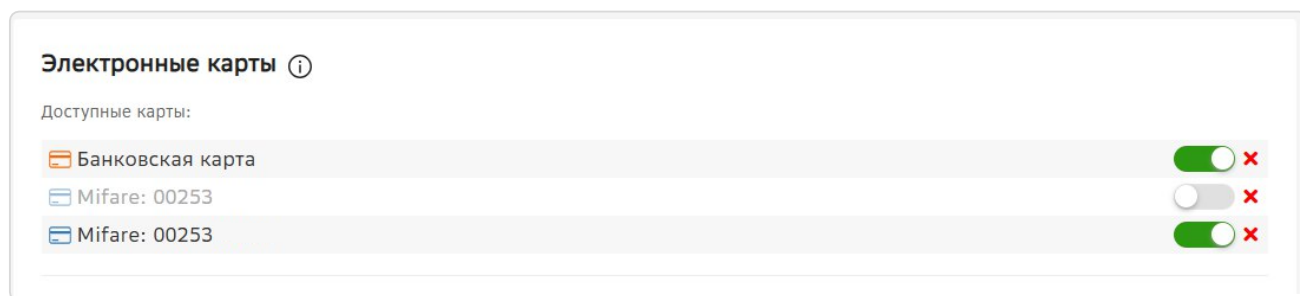 Электронные карты
Доступные карты:
Банковская карта
Mifare: 00253
Mifare: 00253